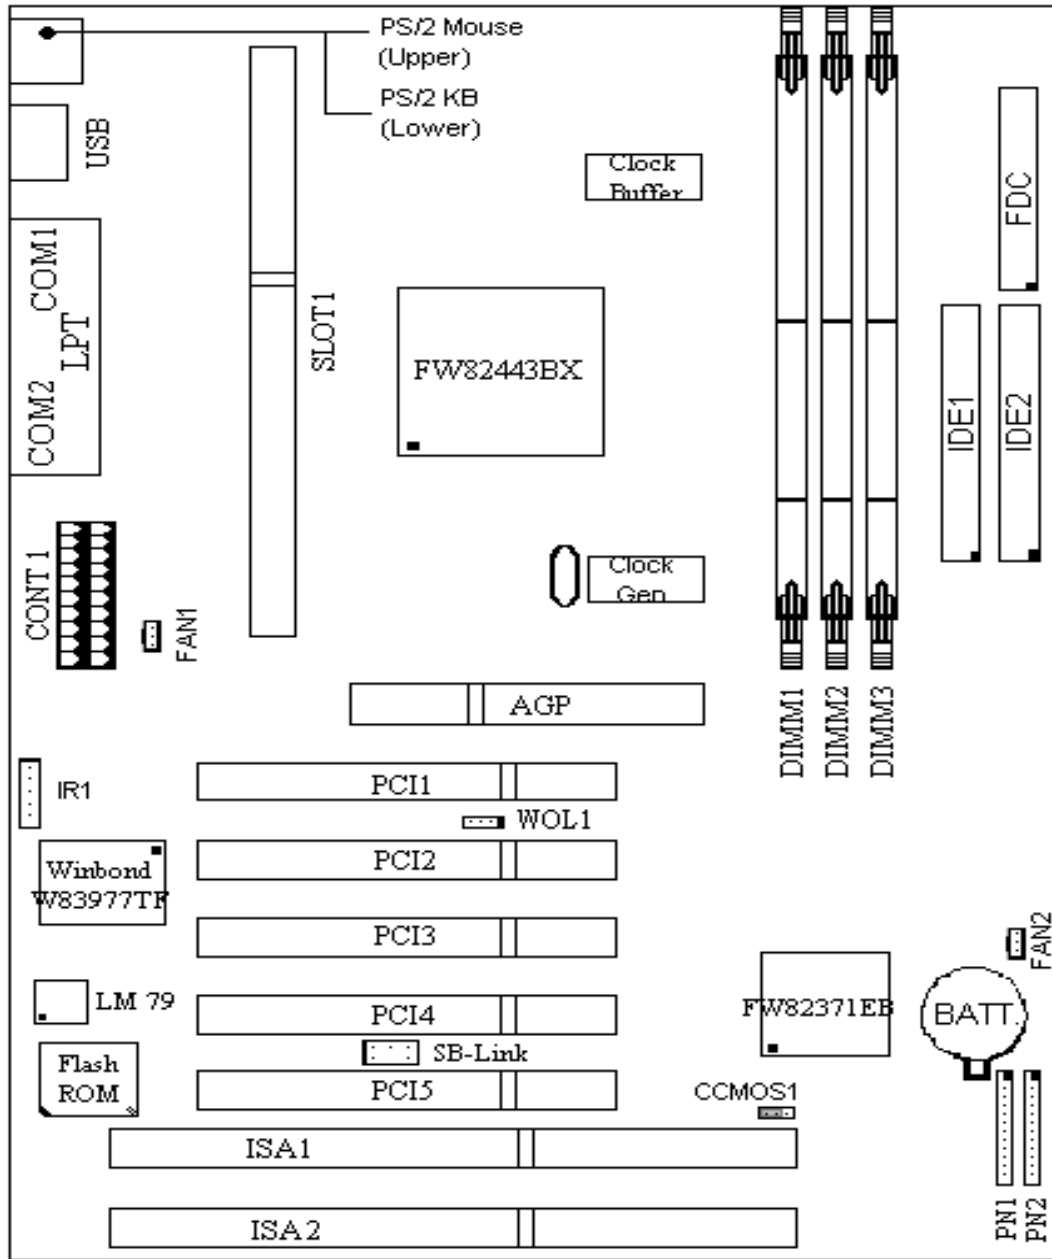 PS/2 Mouse
(Upper)
PS/2 KB
(Lower)
USB
Clock
Buffer
FDC
COM1
LPT
COM2
SLOT1
FW82443BX
IDE1
IDE2
CONT 1
FAN1
Clock
Gen
AGP
DIMM1
DIMM2
DIMM3
IR1
PCI1
WOL1
Winbond
W83977TF
PCI2
PCI3
FAN2
LM 79
PCI4
FW82371EB
BATT.
SB-Link
Flash
ROM
PCI5
CCMOS1
ISA1
PN1
PN2
ISA2